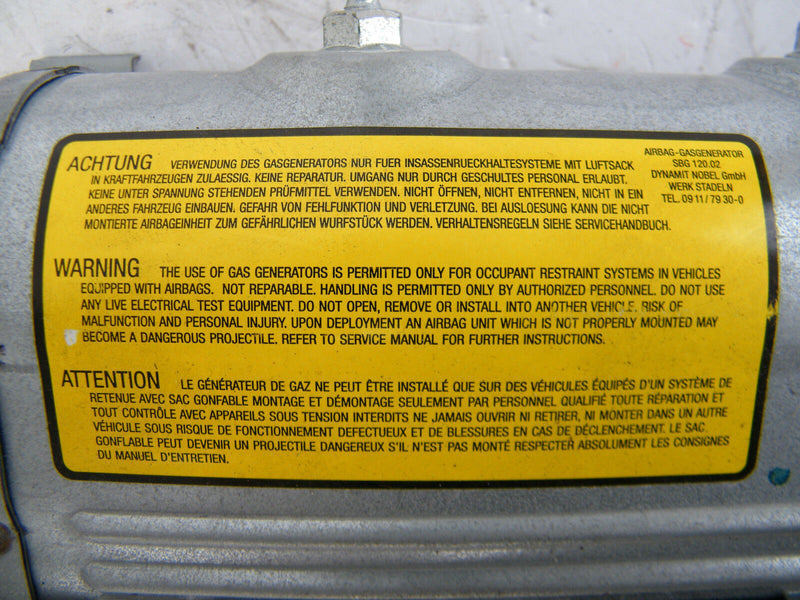 ACHTUNG VERWENDUNG DES GASGENERATORS NUR FUER INSASSENRUECKHALTESYSTEME MIT LUFTSACK
IN KRAFTFAHRZEUGEN ZULAESSIG. KEINE REPARATUR. UMGANG NUR DURCH GESCHULTES PERSONAL ERLAUBT.
KEINE UNTER SPANNUNG STEHENDEN PRÜFMITTEL VERWENDEN. NICHT ÖFFNEN, NICHT ENTFERNEN, NICHT IN EIN
ANDERES FAHRZEUG EINBAUEN. GEFAHR VON FEHLFUNKTION UND VERLETZUNG. BEI AUSLOESUNG KANN DIE NICHT
MONTIERTE AIRBAGEINHEIT ZUM GEFÄHRLICHEN WURFSTÜCK WERDEN. VERHALTENSREGELN SIEHE SERVICEHANDBUCH.
AIRBAG-GASGENERATOR
SBG 120.02
DYNAMIT NOBEL GmbH
WERK STADELN
TEL. 09 11/ 79 30-0
WARNING THE USE OF GAS GENERATORS IS PERMITTED ONLY FOR OCCUPANT RESTRAINT SYSTEMS IN VEHICLES
EQUIPPED WITH AIRBAGS. NOT REPARABLE. HANDLING IS PERMITTED ONLY BY AUTHORIZED PERSONNEL. DO NOT USE
ANY LIVE ELECTRICAL TEST EQUIPMENT. DO NOT OPEN, REMOVE OR INSTALL INTO ANOTHER VEHICLE. RISK OF
MALFUNCTION AND PERSONAL INJURY. UPON DEPLOYMENT AN AIRBAG UNIT WHICH IS NOT PROPERLY MOUNTED MAY
BECOME A DANGEROUS PROJECTILE. REFER TO SERVICE MANUAL FOR FURTHER INSTRUCTIONS.
ATTENTION LE GÉNÉRATEUR DE GAZ NE PEUT ÊTRE INSTALLÉ QUE SUR DES VÉHICULES ÉQUIPÉS D'UN SYSTÈME DE
RETENUE AVEC SAC GONFABLE MONTAGE ET DÉMONTAGE SEULEMENT PAR PERSONNEL QUALIFIÉ TOUTE RÉPARATION ET
TOUT CONTRÔLE AVEC APPAREILS SOUS TENSION INTERDITS NE JAMAIS OUVRIR NI RETIRER, NI MONTER DANS UN AUTRE
VÉHICULE SOUS RISQUE DE FONCTIONNEMENT DEFECTUEUX ET DE BLESSURES EN CAS DE DÉCLENCHEMENT. LE SAC.
GONFLABLE PEUT DEVENIR UN PROJECTILE DANGEREUX S'IL N'EST PAS MONTÉ RESPECTER ABSOLUMENT LES CONSIGNES
DU MANUEL D'ENTRETIEN.